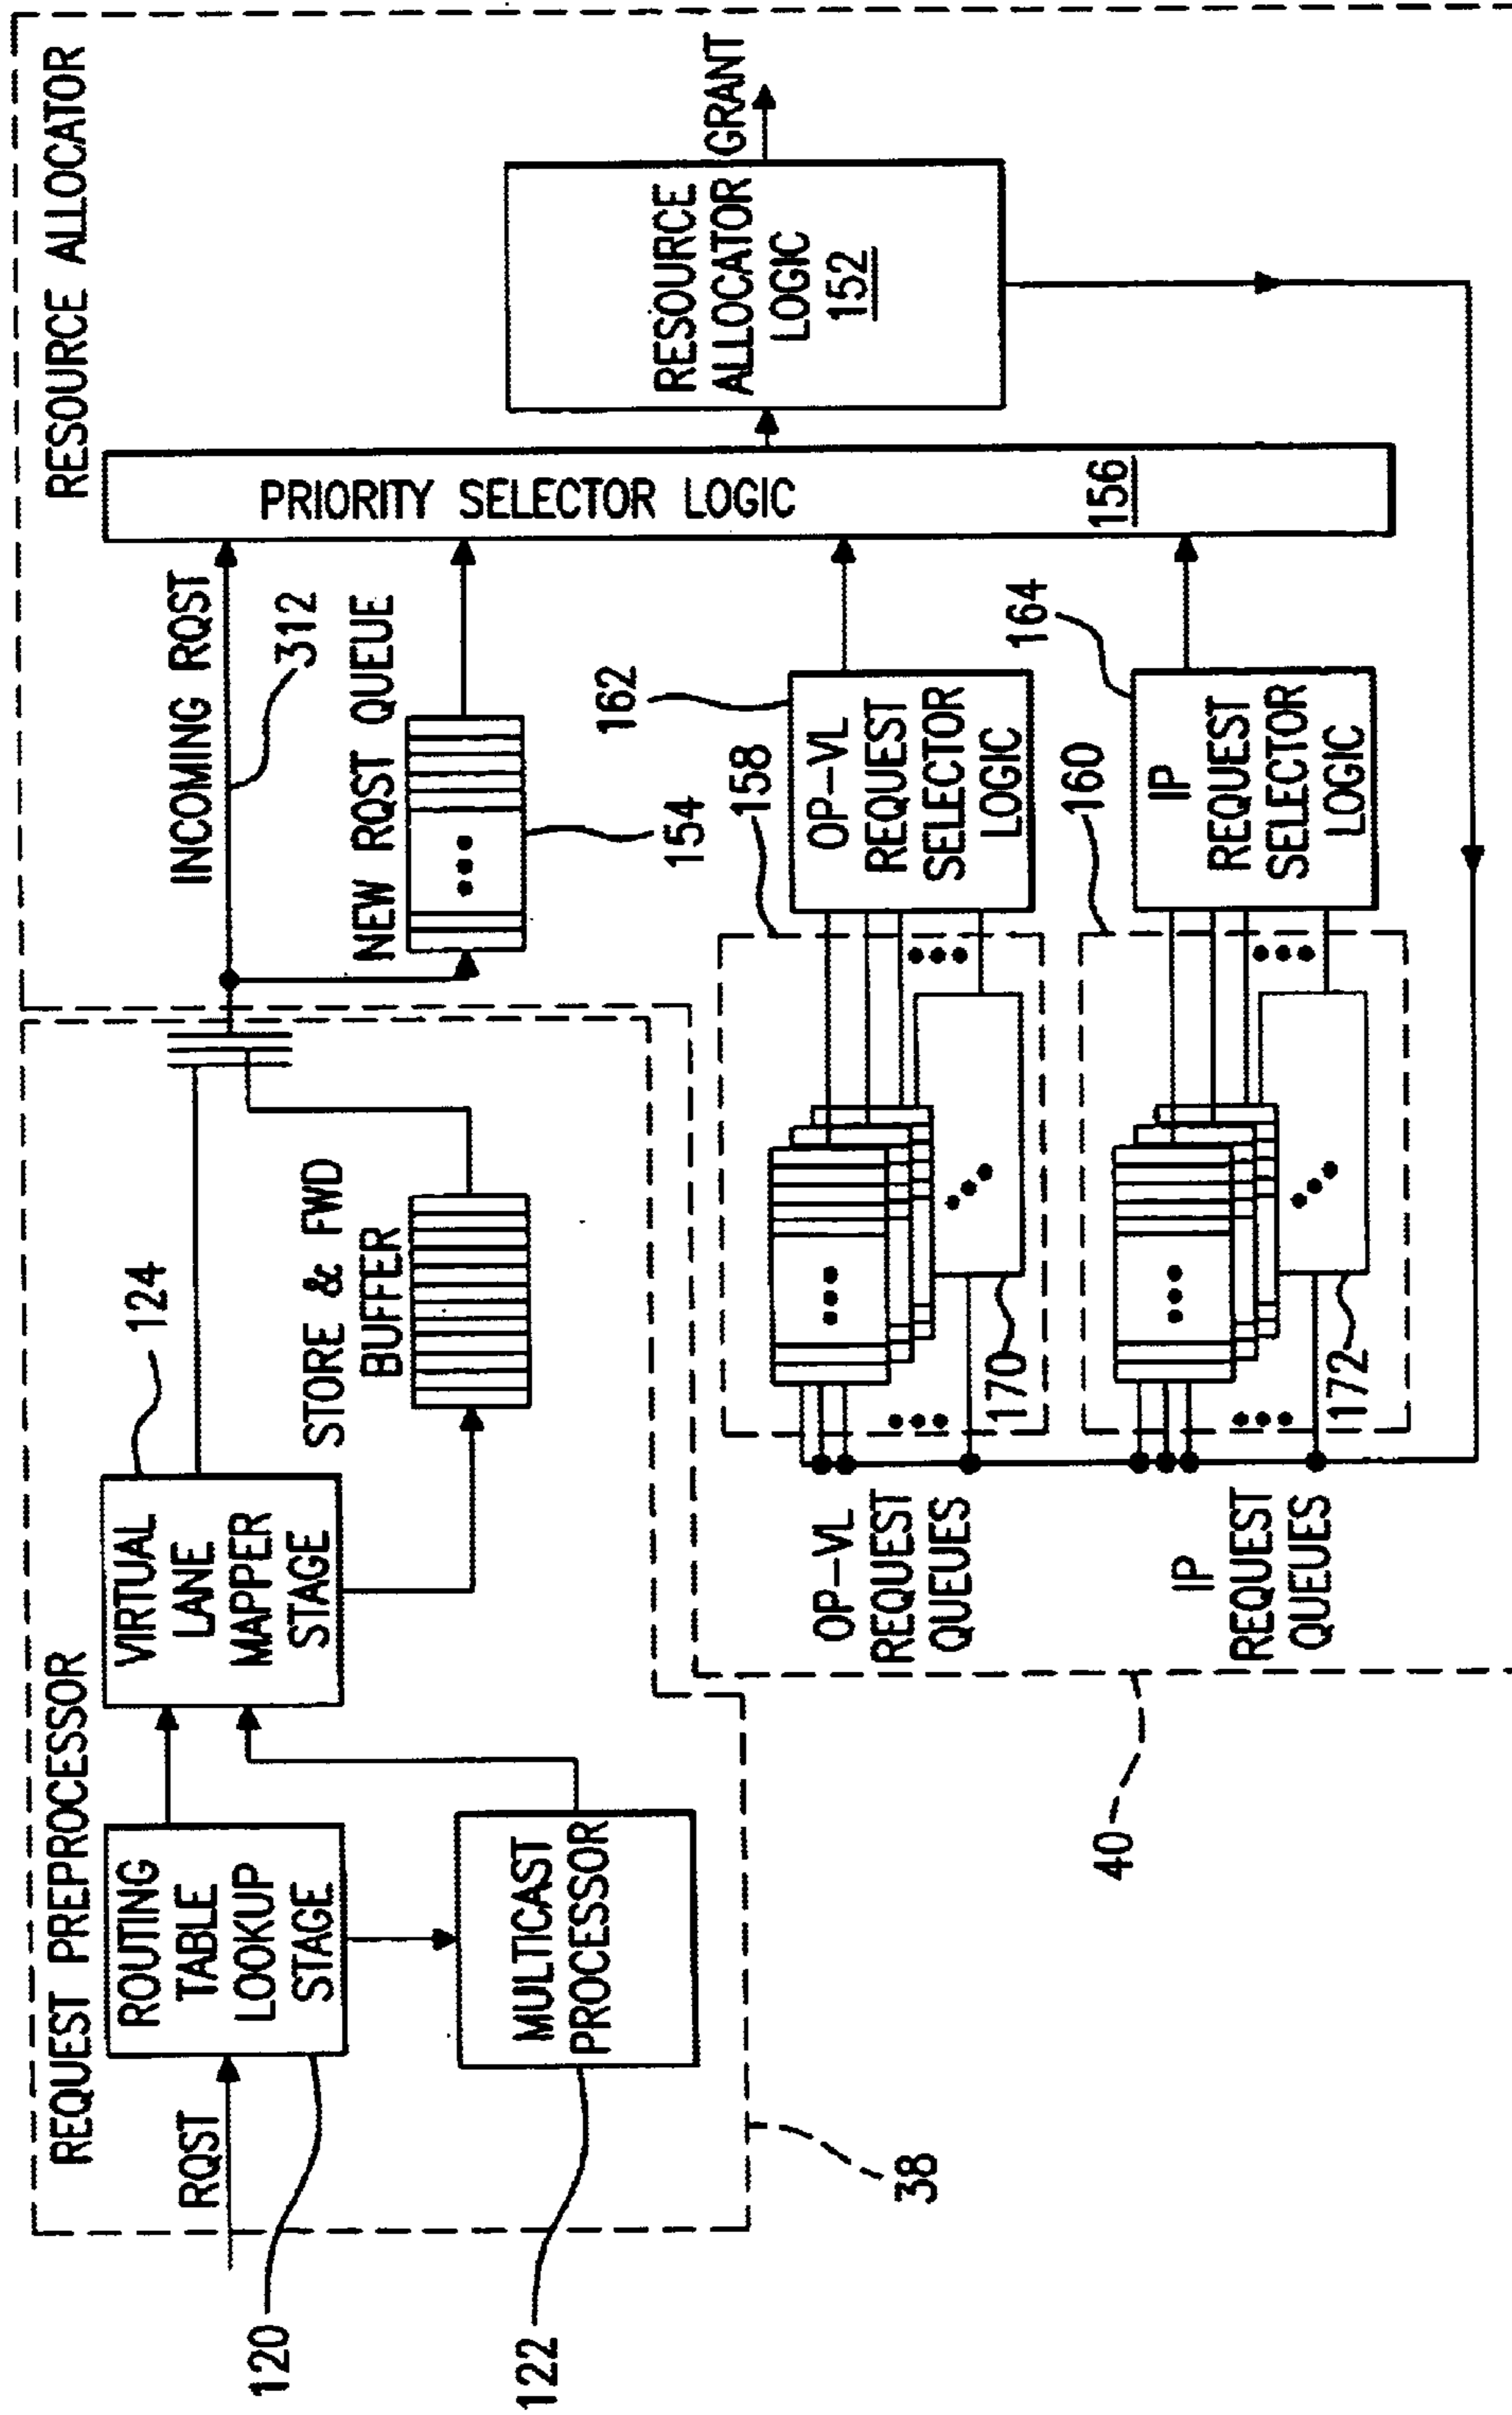 REQUEST PREPROCESSOR
RQST
ROUTING
TABLE
LOOKUP
STAGE
120
MULTICAST
PROCESSOR
122
VIRTUAL
LANE
MAPPER
STAGE
124
STORE & FWD
BUFFER
38
RESOURCE ALLOCATOR
INCOMING RQST
312
NEW RQST QUEUE
154
PRIORITY SELECTOR LOGIC
156
RESOURCE
ALLOCATOR
LOGIC
152
GRANT
OP-VL
REQUEST
QUEUES
158
170
OP-VL
REQUEST
SELECTOR
LOGIC
162
IP
REQUEST
QUEUES
160
172
IP
REQUEST
SELECTOR
LOGIC
164
40